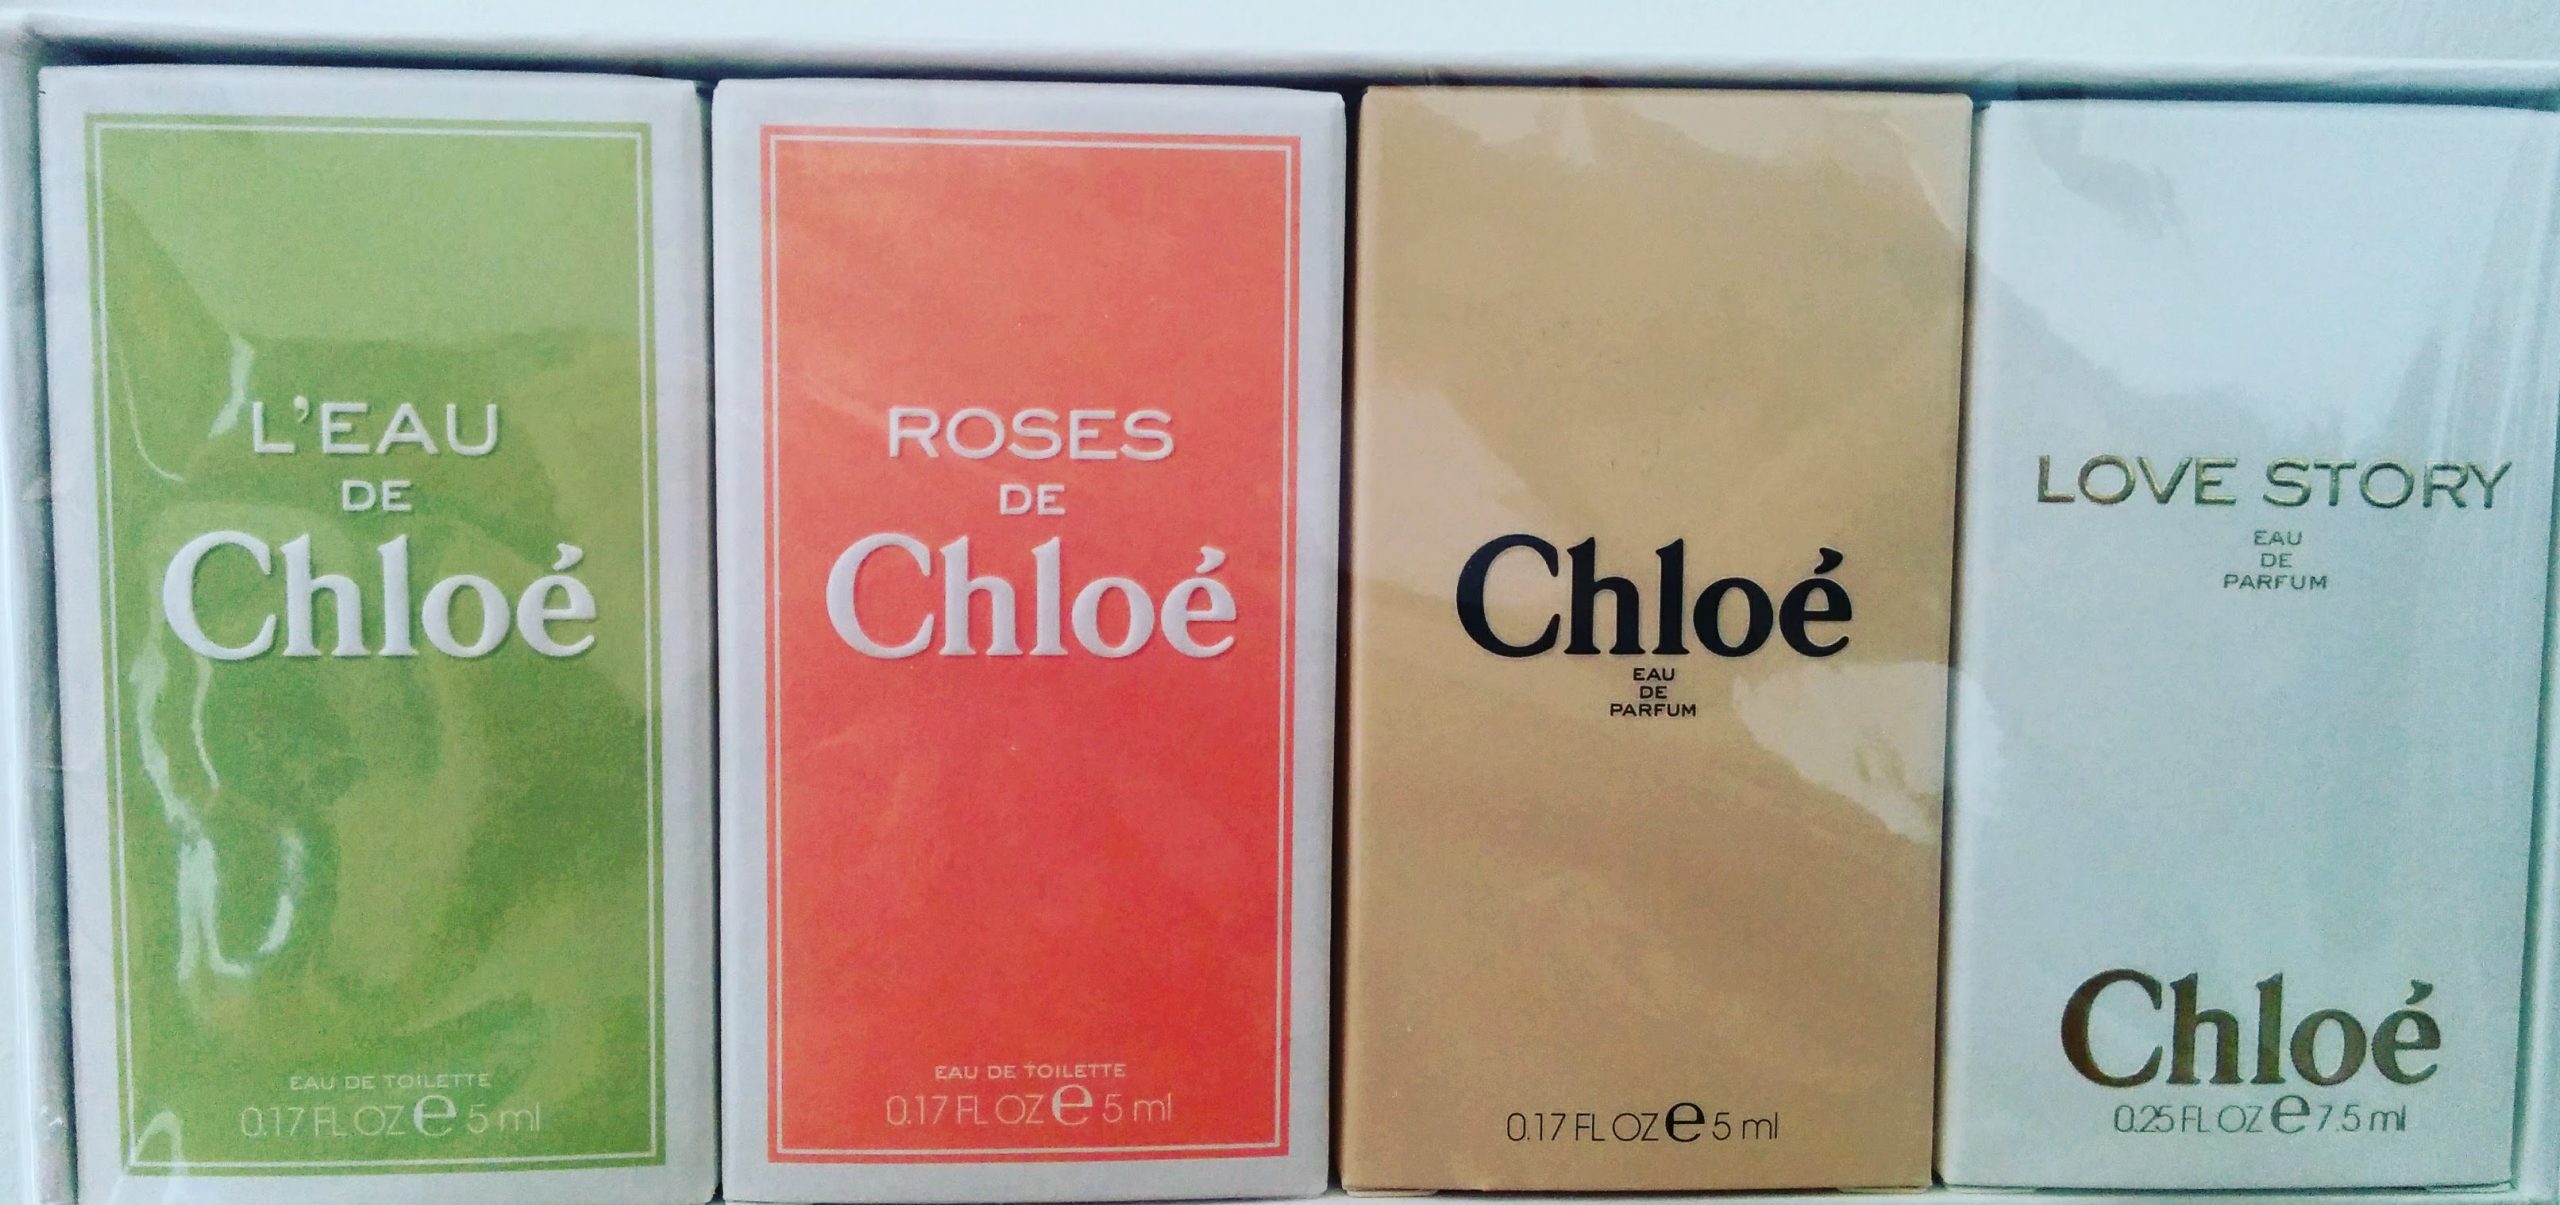 L'EAU
DE
Chloé
EAU DE TOILETTE
0.17 FL OZ e 5 ml
ROSES
DE
Chloé
EAU DE TOILETTE
0.17 FL OZ e 5 ml
Chloé
EAU
DE
PARFUM
0.17 FL OZ e 5 ml
LOVE STORY
EAU
DE
PARFUM
Chloé
0.25 FL OZ e 7.5 ml